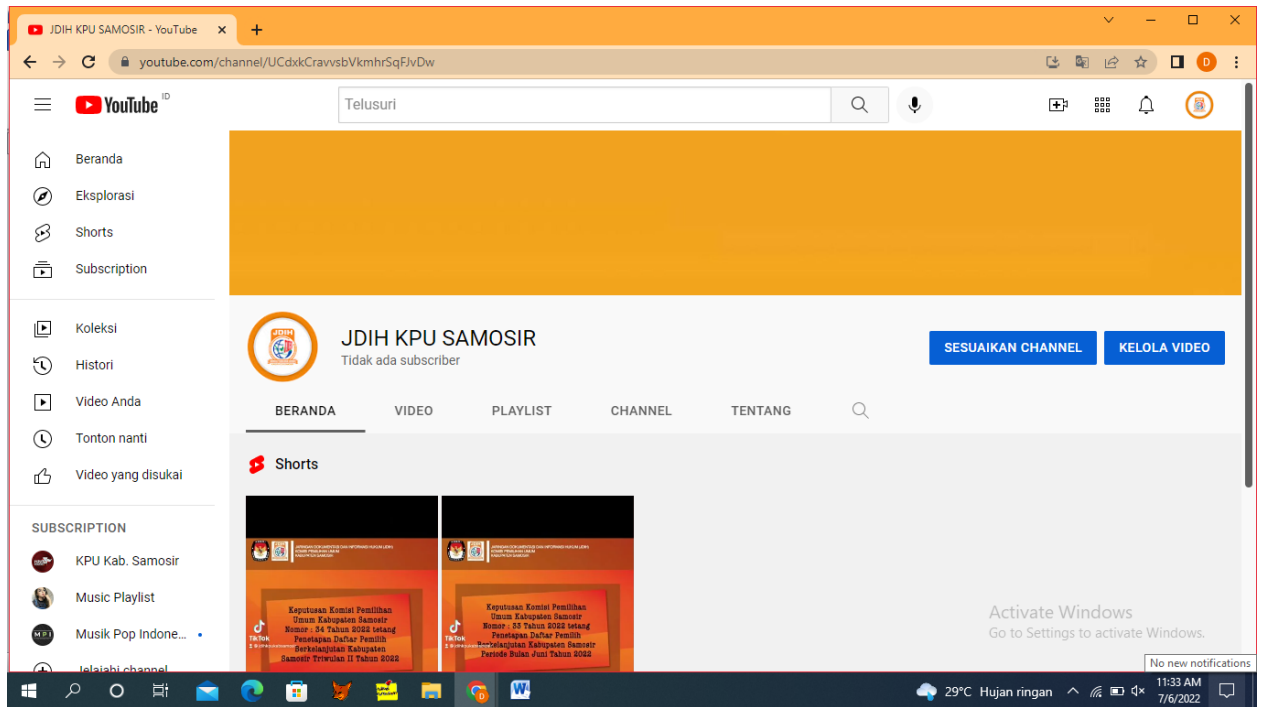 JDIH KPU SAMOSIR - YouTube
youtube.com/channel/UCdxkCravvsbVkmhrSqFJvDw
D
YouTube ID
Telusuri
Beranda
Eksplorasi
Shorts
Subscription
Koleksi
Histori
Video Anda
Tonton nanti
Video yang disukai
SUBSCRIPTION
KPU Kab. Samosir
Music Playlist
MPI
Musik Pop Indone...
Jelajahi channel
JDIH
JDIH KPU SAMOSIR
Tidak ada subscriber
SESUAIKAN CHANNEL
KELOLA VIDEO
BERANDA
VIDEO
PLAYLIST
CHANNEL
TENTANG
Shorts
Keputusan Komisi Pemilihan
Umum Kabupaten Samosir
Nomor : 34 Tahun 2022 tetang
Penetapan Daftar Pemilih
Berkelanjutan Kabupaten
Samosir Triwulan II Tahun 2022
TikTok
Keputusan Komisi Pemilihan
Umum Kabupaten Samosir
Nomor : 33 Tahun 2022 tetang
Penetapan Daftar Pemilih
Berkelanjutan Kabupaten Samosir
Periode Bulan Juni Tahun 2022
TikTok
Activate Windows
Go to Settings to activate Windows.
No new notifications
29°C Hujan ringan
11:33 AM
7/6/2022